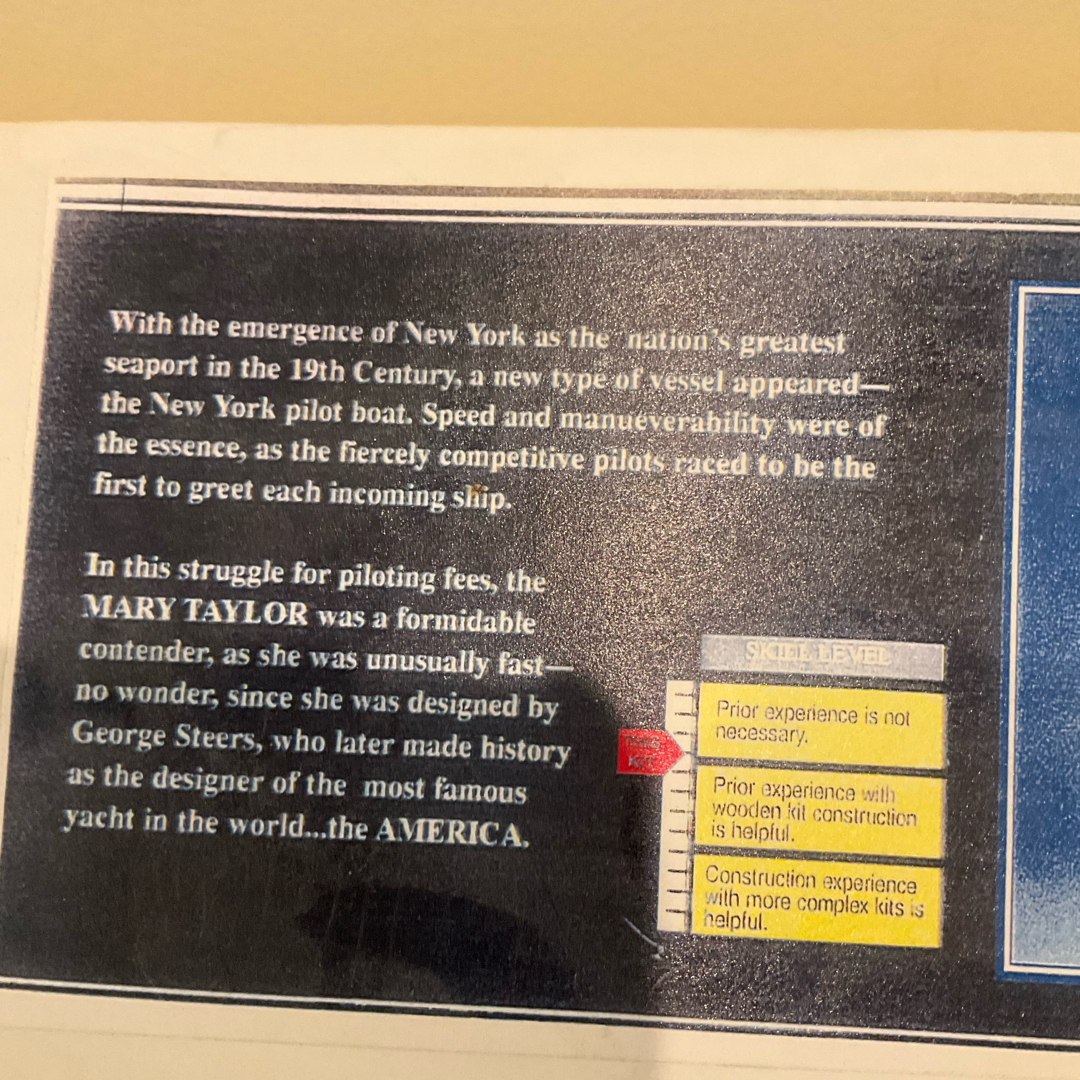 With the emergence of New York as the nation's greatest
seaport in the 19th Century, a new type of vessel appeared—
the New York pilot boat. Speed and manueverability were of
the essence, as the fiercely competitive pilots raced to be the
first to greet each incoming ship.
In this struggle for piloting fees, the
MARY TAYLOR was a formidable
contender, as she was unusually fast—
no wonder, since she was designed by
George Steers, who later made history
as the designer of the most famous
yacht in the world...the AMERICA.
SKILL LEVEL
THIS
KIT
Prior experience is not
necessary.
Prior experience with
wooden kit construction
is helpful.
Construction experience
with more complex kits is
helpful.